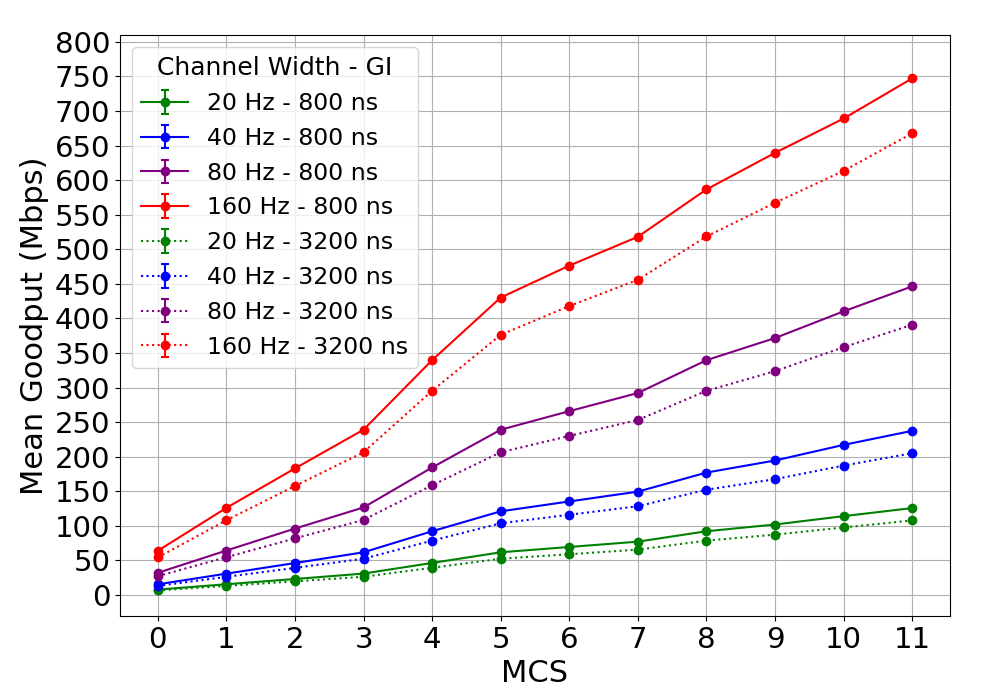 800
750
700
650
600
550
500
450
400
350
300
250
200
150
100
50
0
Mean Goodput (Mbps)
Channel Width - GI
20 Hz - 800 ns
40 Hz - 800 ns
80 Hz - 800 ns
160 Hz - 800 ns
20 Hz - 3200 ns
40 Hz - 3200 ns
80 Hz - 3200 ns
160 Hz - 3200 ns
0 1 2 3 4 5 6 7 8 9 10 11
MCS